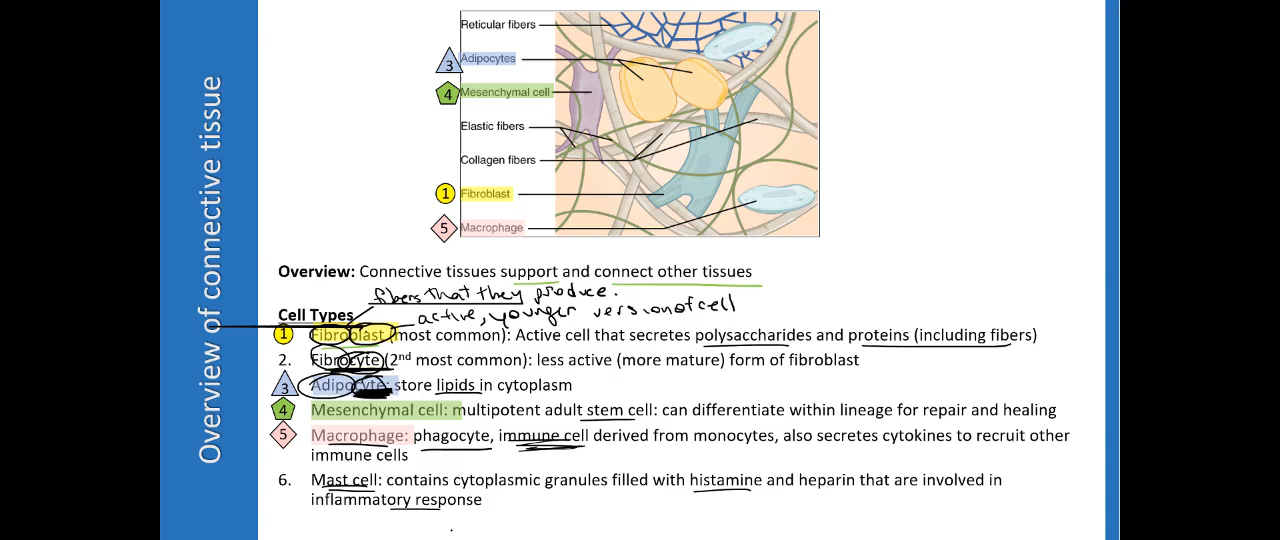 Overview of connective tissue
Reticular fibers
3 Adipocytes
4 Mesenchymal cell
Elastic fibers
Collagen fibers
1 Fibroblast
5 Macrophage
Overview: Connective tissues support and connect other tissues
fibers that they produce.
active, younger version of cell
Cell Types
1 Fibroblast (most common): Active cell that secretes polysaccharides and proteins (including fibers)
2. Fibrocyte (2nd most common): less active (more mature) form of fibroblast
3 Adipocyte: store lipids in cytoplasm
4 Mesenchymal cell: multipotent adult stem cell: can differentiate within lineage for repair and healing
5 Macrophage: phagocyte, immune cell derived from monocytes, also secretes cytokines to recruit other
immune cells
6. Mast cell: contains cytoplasmic granules filled with histamine and heparin that are involved in
inflammatory response